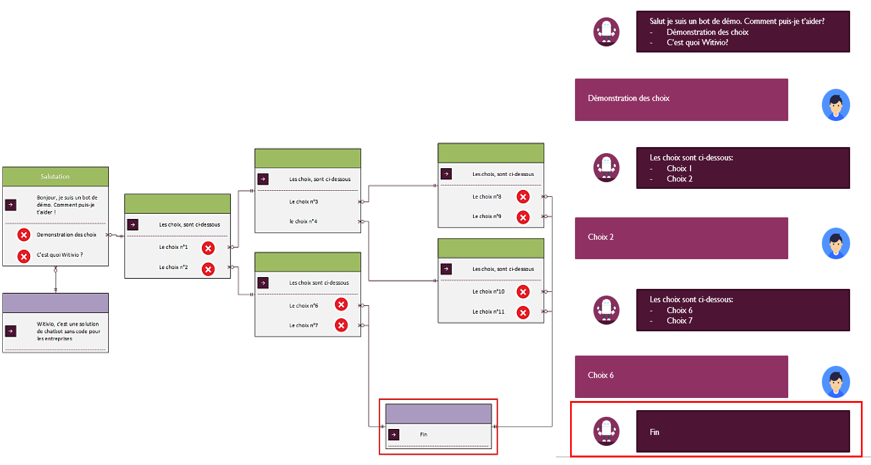 Salutation
Bonjour, je suis un bot de
démo. Comment puis-je
t'aider !
Demonstration des choix
C'est quoi Witivio ?
Witivio, c'est une solution
de chatbot sans code pour
les entreprises
Les choix, sont ci-dessous
Le choix n°1
Le choix n°2
Les choix, sont ci-dessous
Le choix n°3
le choix n°4
Les choix sont ci-dessous
Le choix n°6
Le choix n°7
Les choix, sont ci-dessous
Le choix n°8
Le choix n°9
Les choix, sont ci-dessous
Le choix n°10
Le choix n°11
Fin
Salut je suis un bot de démo. Comment puis-je t'aider?
- Démonstration des choix
- C'est quoi Witivio?
Démonstration des choix
Les choix sont ci-dessous:
- Choix 1
- Choix 2
Choix 2
Les choix sont ci-dessous:
- Choix 6
- Choix 7
Choix 6
Fin